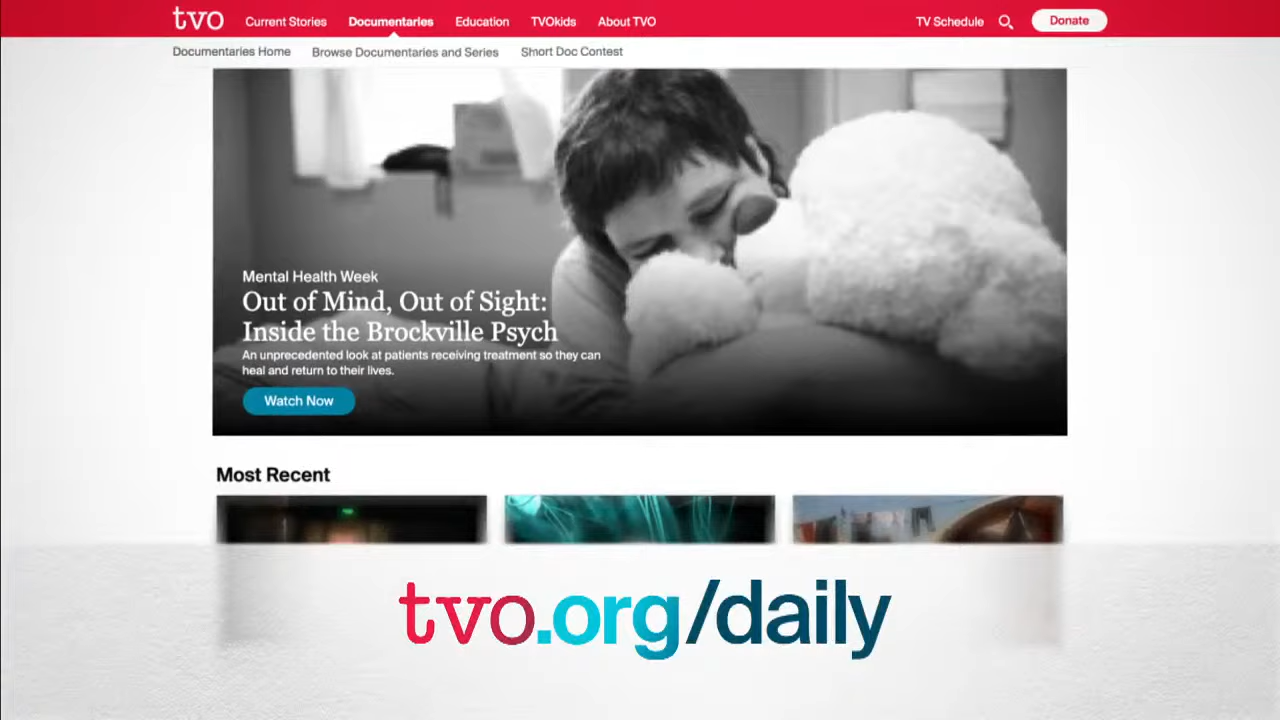 tvo Current Stories Documentaries Education TVOkids About TVO TV Schedule Donate
Documentaries Home Browse Documentaries and Series Short Doc Contest
Mental Health Week
Out of Mind, Out of Sight:
Inside the Brockville Psych
An unprecedented look at patients receiving treatment so they can
heal and return to their lives.
Watch Now
Most Recent
tvo.org/daily